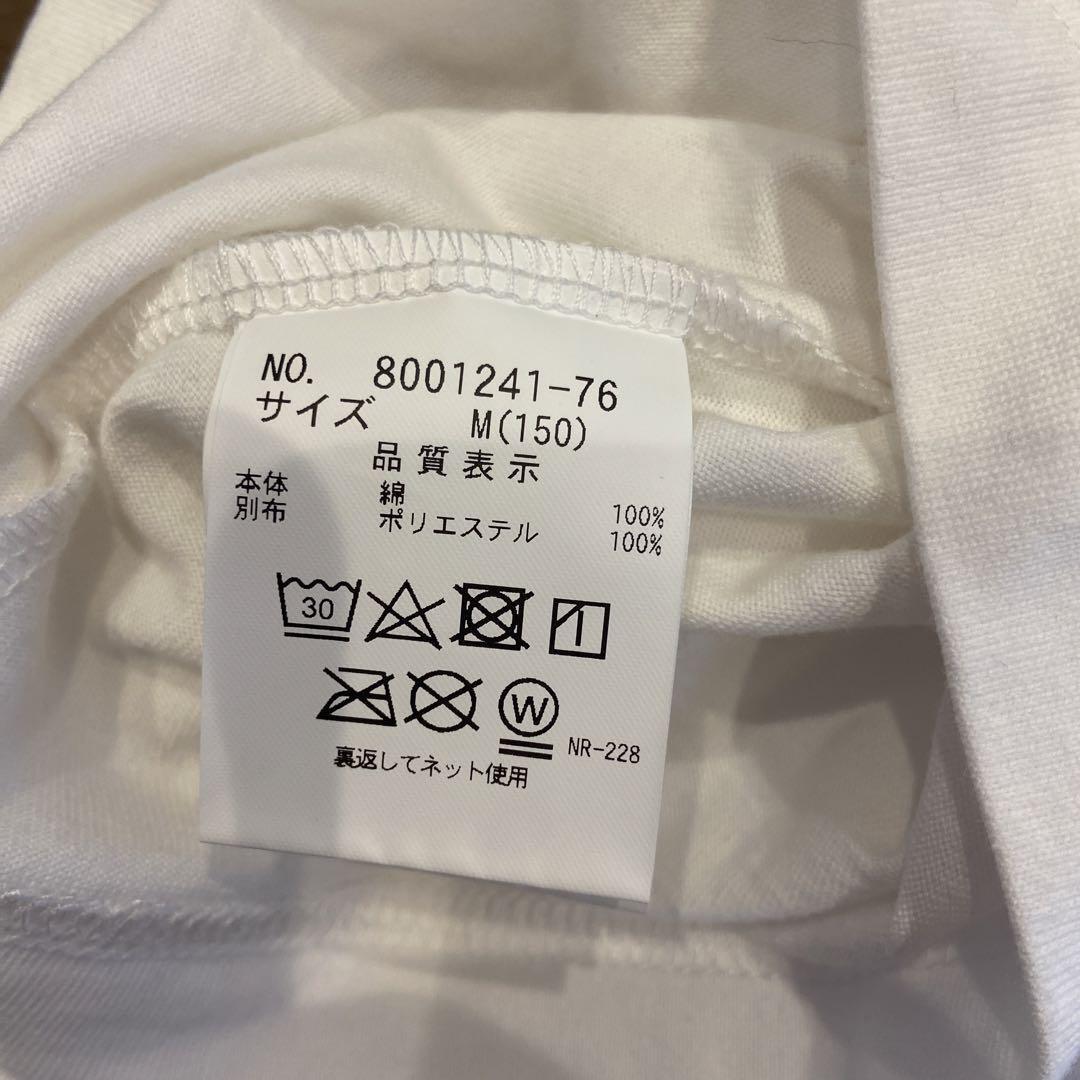 NO. 8001241-76
サイズ M(150)
品質表示
本体 綿 100%
別布 ポリエステル 100%
30
W
NR-228
裏返してネット使用